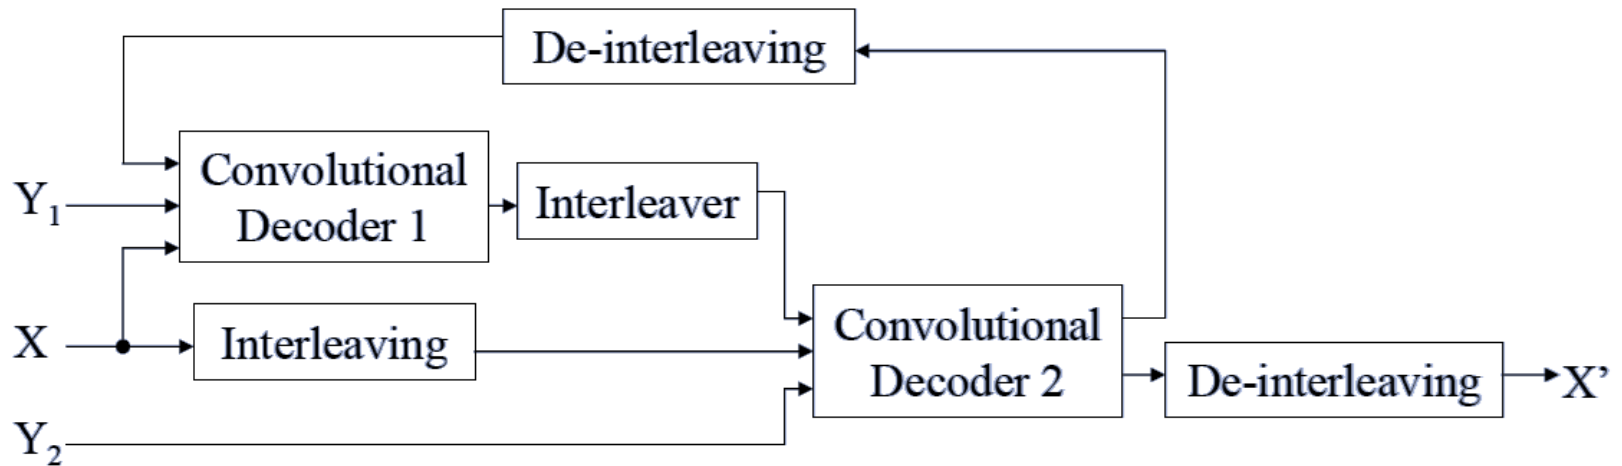 De-interleaving
Convolutional
Decoder 1
Y1
Interleaver
X
Interleaving
Convolutional
Decoder 2
De-interleaving
X’
Y2